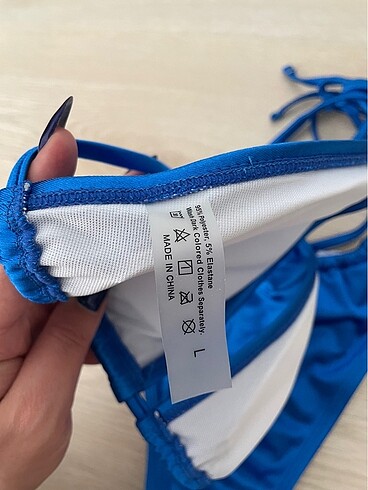 95% Polyester, 5% Elastane
Wash Dark Colored Clothes Separately.
MADE IN CHINA
L